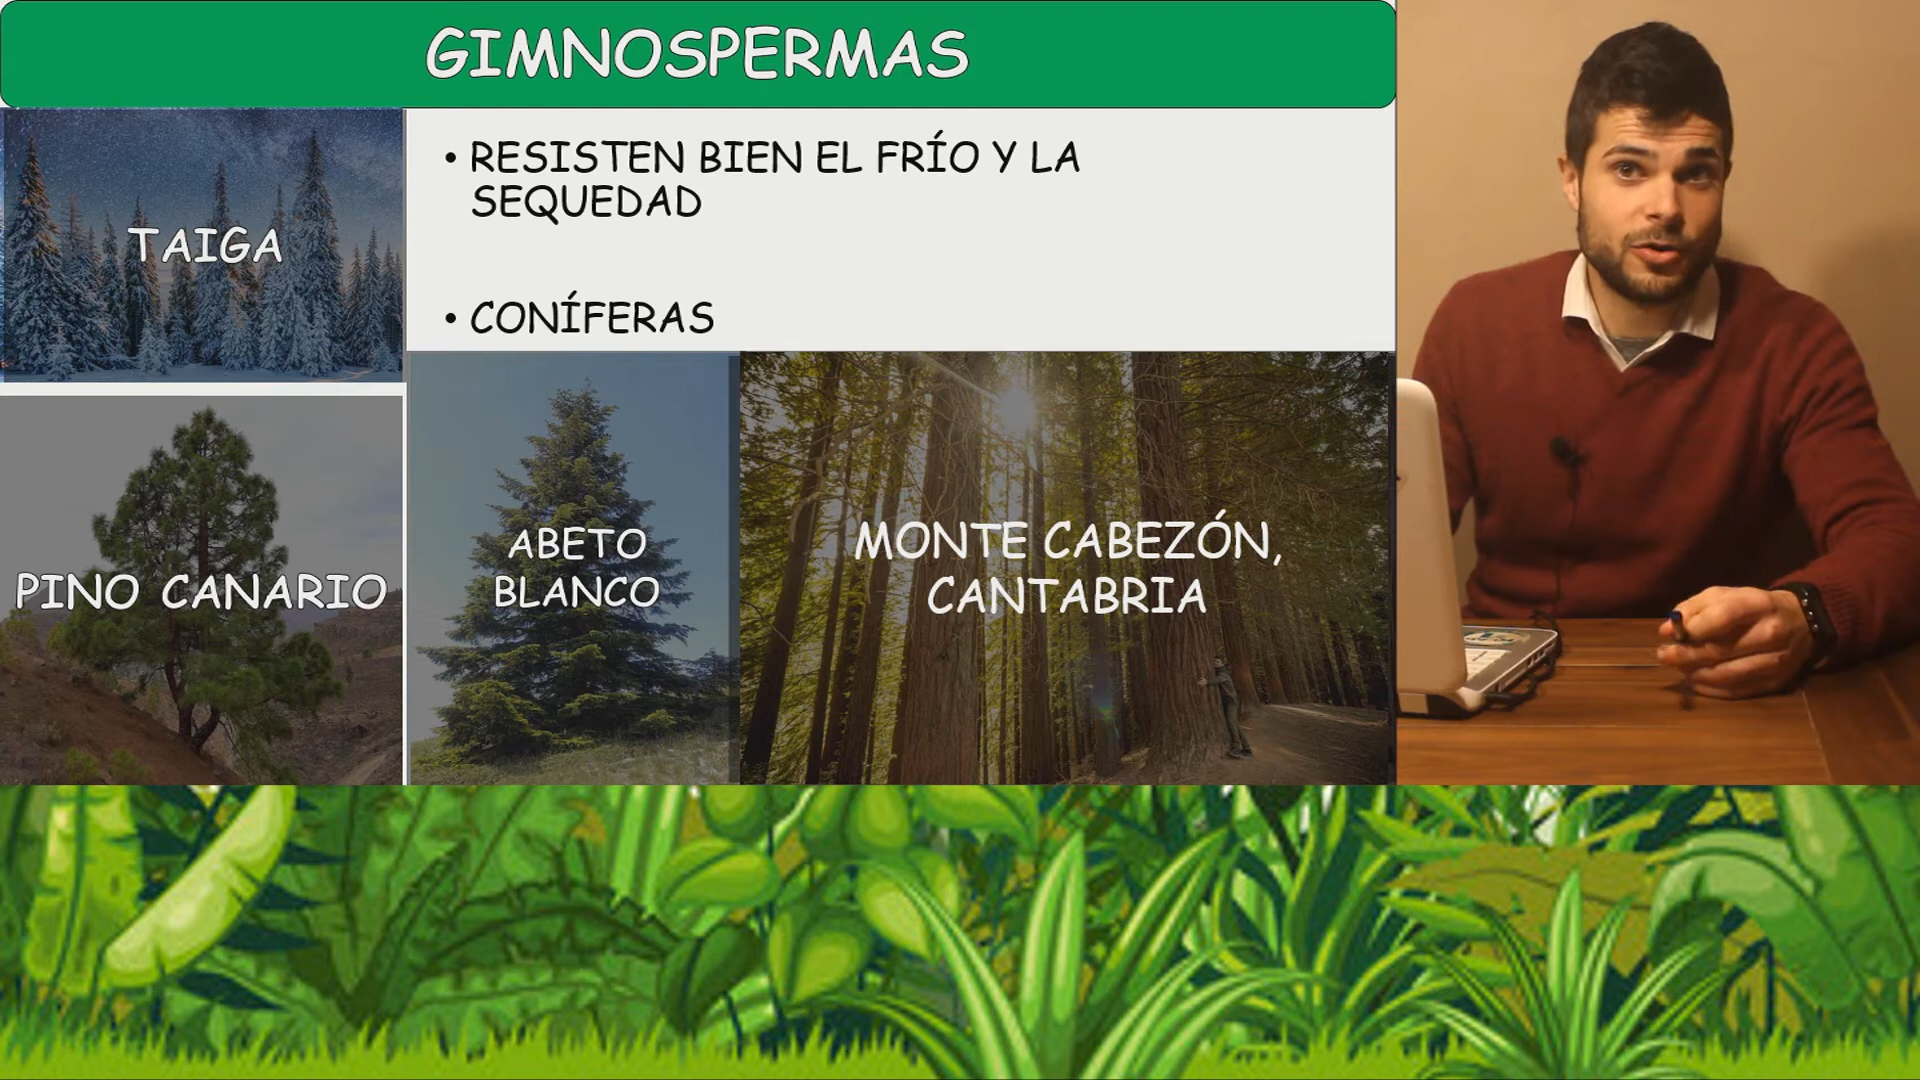 GIMNOSPERMAS
• RESISTEN BIEN EL FRÍO Y LA
SEQUEDAD
• CONÍFERAS
TAIGA
PINO CANARIO
ABETO
BLANCO
MONTE CABEZÓN,
CANTABRIA